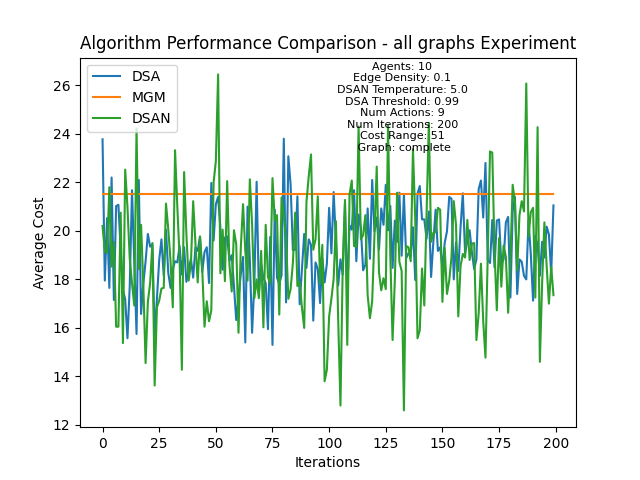 Algorithm Performance Comparison - all graphs Experiment
DSA
MGM
DSAN
Agents: 10
Edge Density: 0.1
DSAN Temperature: 5.0
DSA Threshold: 0.99
Num Actions: 9
Num Iterations: 200
Cost Range: 51
Graph: complete
Average Cost
26
24
22
20
18
16
14
12
0
25
50
75
100
125
150
175
200
Iterations